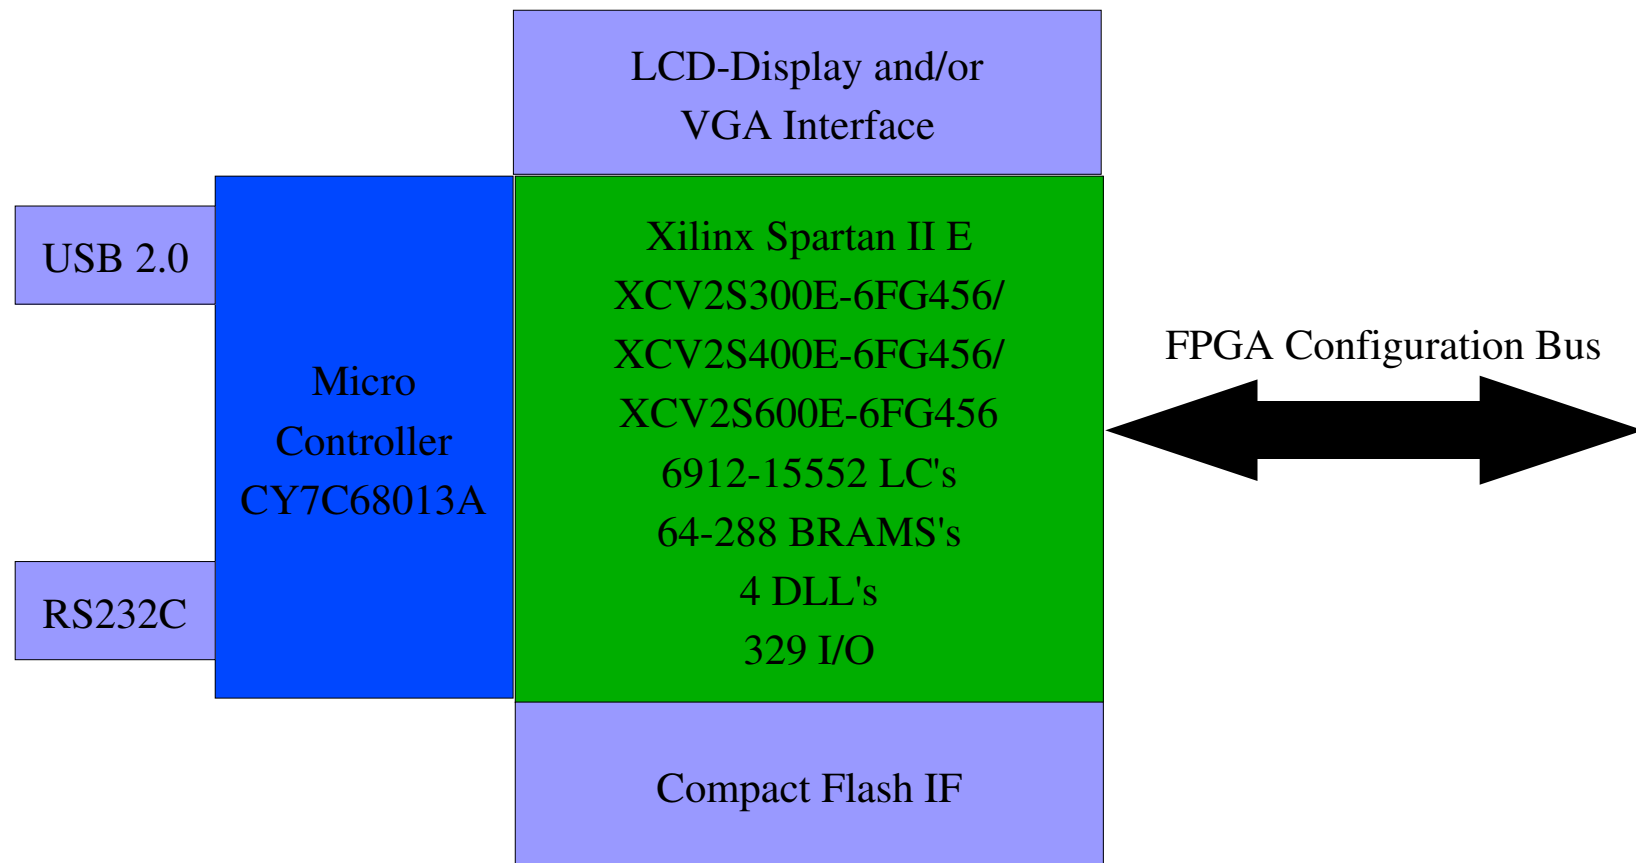 LCD-Display and/or
VGA Interface
USB 2.0
Micro
Controller
CY7C68013A
RS232C
Xilinx Spartan II E
XCV2S300E-6FG456/
XCV2S400E-6FG456/
XCV2S600E-6FG456
6912-15552 LC's
64-288 BRAMS's
4 DLL's
329 I/O
FPGA Configuration Bus
Compact Flash IF